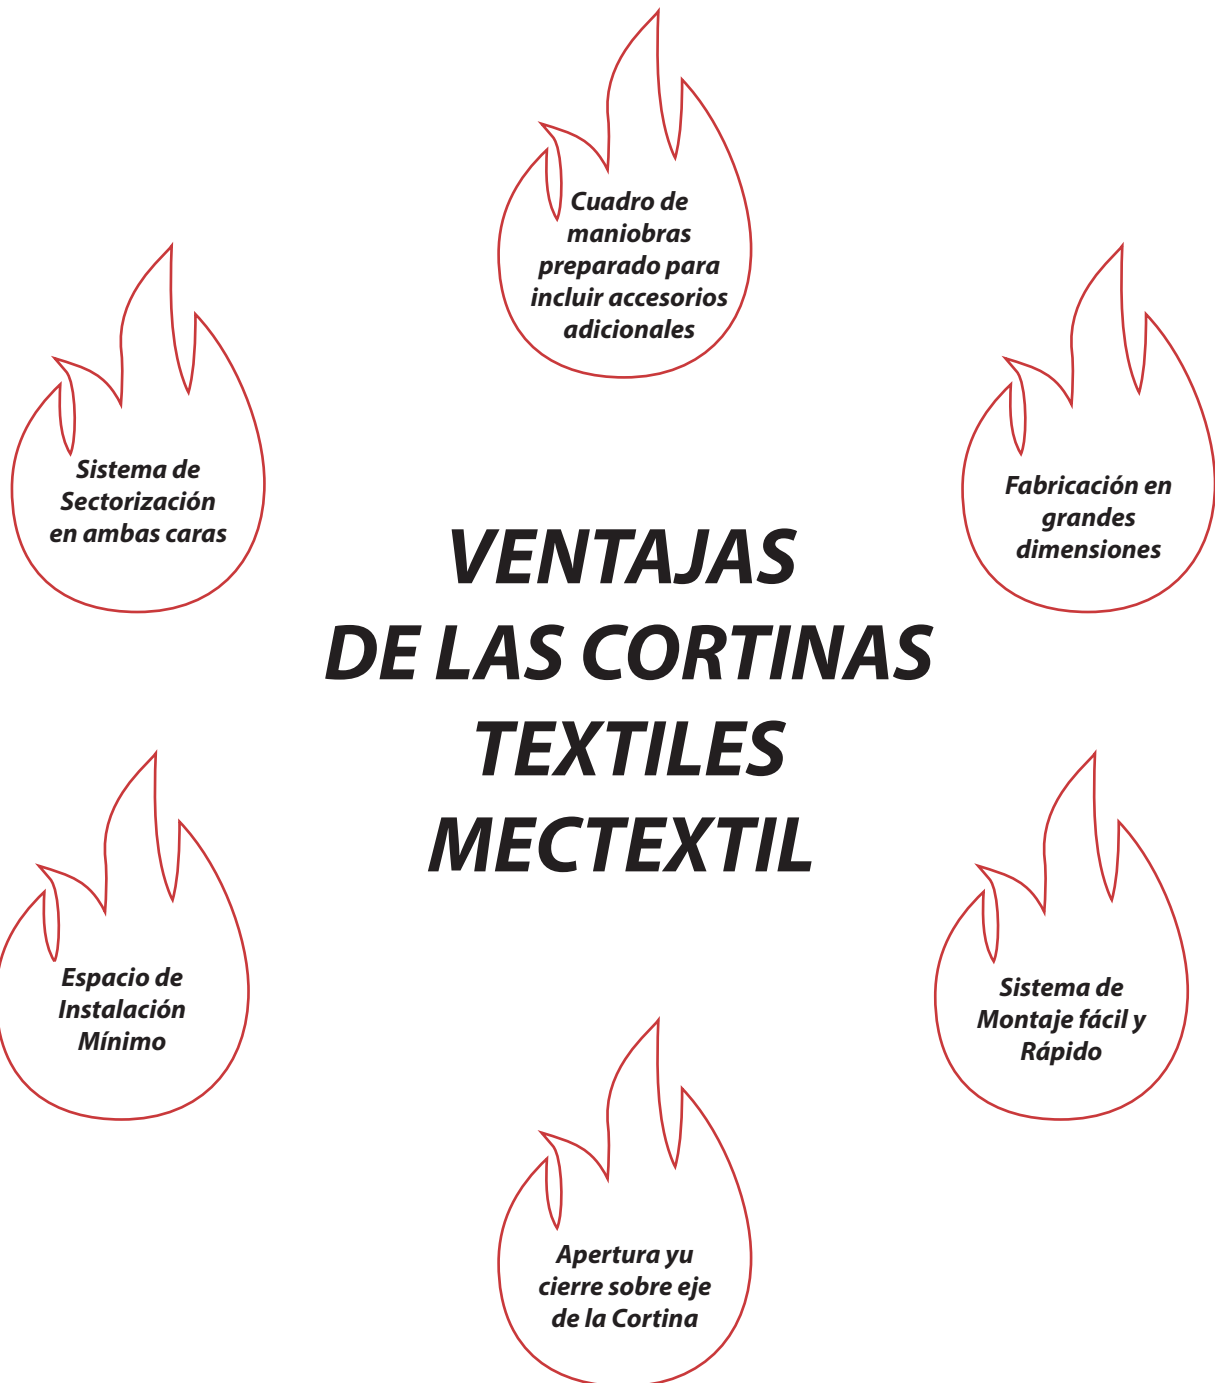 Cuadro de
maniobras
preparado para
incluir accesorios
adicionales
Sistema de
Sectorización
en ambas caras
Fabricación en
grandes
dimensiones
VENTAJAS
DE LAS CORTINAS
TEXTILES
MECTEXTIL
Espacio de
Instalación
Mínimo
Sistema de
Montaje fácil y
Rápido
Apertura yu
cierre sobre eje
de la Cortina